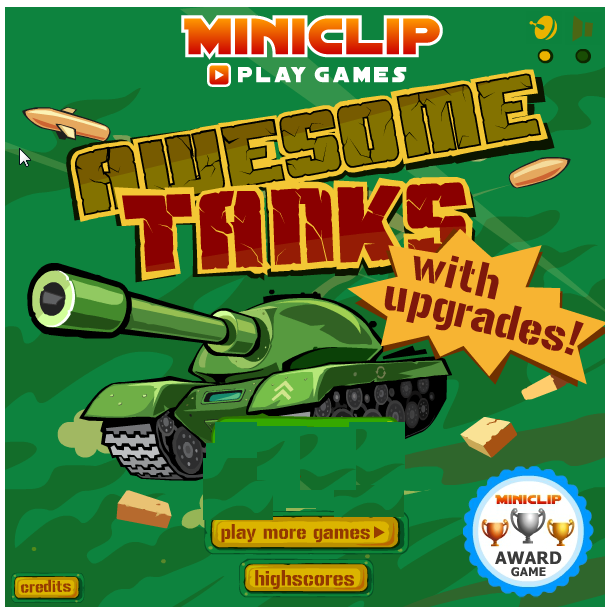 MINICLIP
PLAY GAMES
AWESOME
TANKS
with
upgrades!
play more games
highscores
credits
MINICLIP
AWARD
GAME